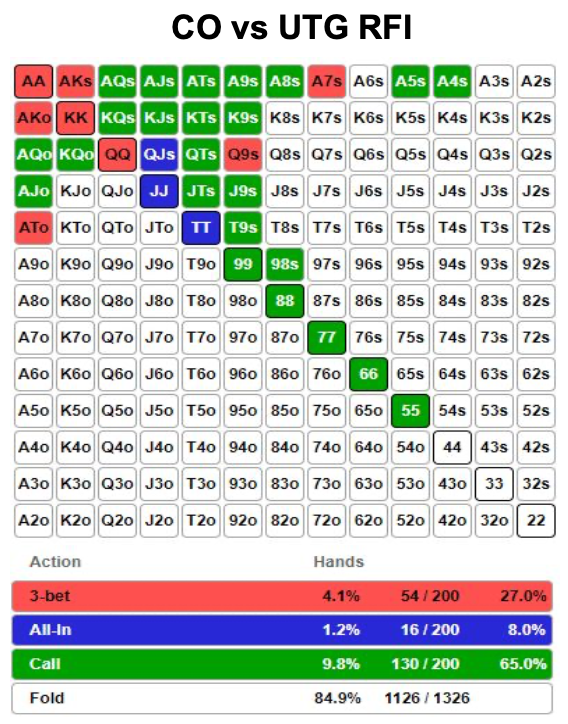 CO vs UTG RFI
AA AKs AQs AJs ATs A9s A8s A7s A6s A5s A4s A3s A2s
AKo KK KQs KJs KTs K9s K8s K7s K6s K5s K4s K3s K2s
AQo KQo QQ QJs QTs Q9s Q8s Q7s Q6s Q5s Q4s Q3s Q2s
AJo KJo QJo JJ JTs J9s J8s J7s J6s J5s J4s J3s J2s
ATo KTo QTo JTo TT T9s T8s T7s T6s T5s T4s T3s T2s
A9o K9o Q9o J9o T9o 99 98s 97s 96s 95s 94s 93s 92s
A8o K8o Q8o J8o T8o 98o 88 87s 86s 85s 84s 83s 82s
A7o K7o Q7o J7o T7o 97o 87o 77 76s 75s 74s 73s 72s
A6o K6o Q6o J6o T6o 96o 86o 76o 66 65s 64s 63s 62s
A5o K5o Q5o J5o T5o 95o 85o 75o 65o 55 54s 53s 52s
A4o K4o Q4o J4o T4o 94o 84o 74o 64o 54o 44 43s 42s
A3o K3o Q3o J3o T3o 93o 83o 73o 63o 53o 43o 33 32s
A2o K2o Q2o J2o T2o 92o 82o 72o 62o 52o 42o 32o 22
Action Hands
3-bet 4.1% 54 / 200 27.0%
All-In 1.2% 16 / 200 8.0%
Call 9.8% 130 / 200 65.0%
Fold 84.9% 1126 / 1326